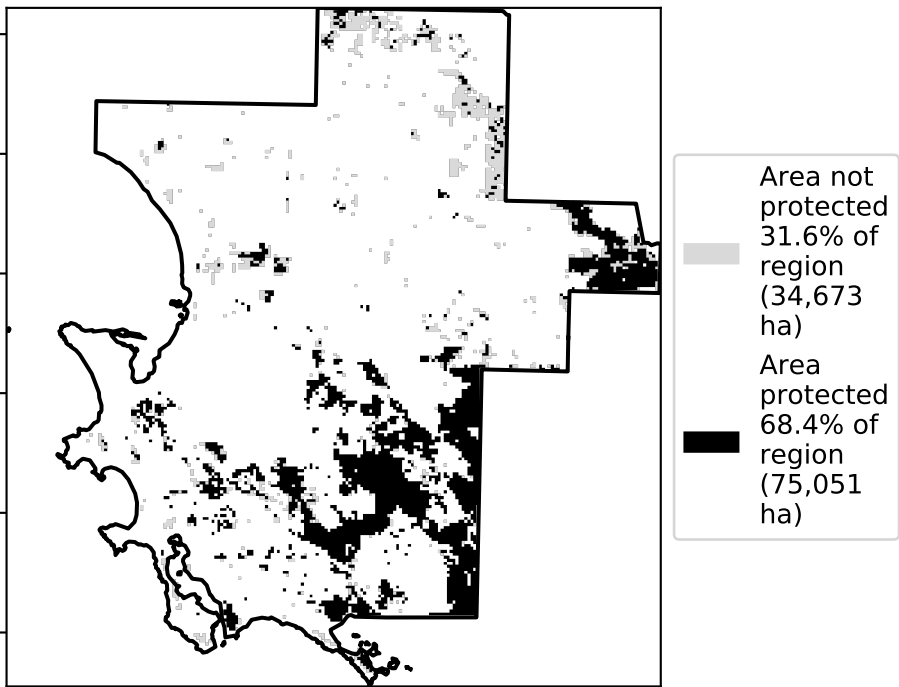 Area not
protected
31.6% of
region
(34,673
ha)
Area
protected
68.4% of
region
(75,051
ha)